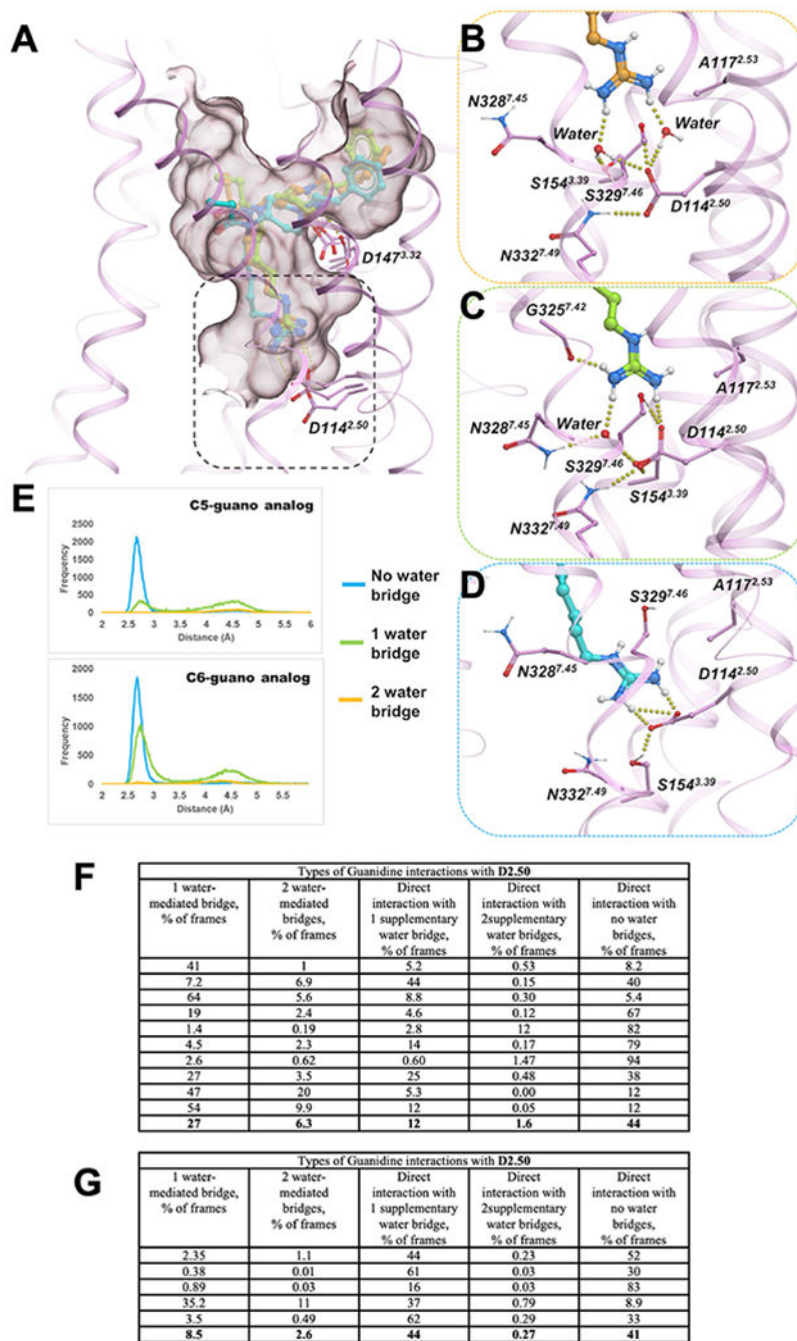 A
D147^3.32
D114^2.50
B
A117^2.53
N328^7.45
Water
Water
S154^3.39
S329^7.46
D114^2.50
N332^7.49
C
G325^7.42
A117^2.53
N328^7.45
Water
D114^2.50
S329^7.46
S154^3.39
N332^7.49
D
S329^7.46
A117^2.53
N328^7.45
D114^2.50
N332^7.49
S154^3.39
E
C5-guano analog
2500
2000
1500
1000
500
0
Frequency
2 2.5 3 3.5 4 4.5 5 5.5 6
Distance (Å)
C6-guano analog
2000
1500
1000
500
0
Frequency
2 2.5 3 3.5 4 4.5 5 5.5 6
Distance (Å)
No water
bridge
1 water
bridge
2 water
bridge
F
Types of Guanidine interactions with D2.50
1 water-
mediated bridge,
% of frames
2 water-
mediated
bridges,
% of frames
Direct
interaction with
1 supplementary
water bridge,
% of frames
Direct
interaction with
2supplementary
water bridges,
% of frames
Direct
interaction with
no water
bridges,
% of frames
41 1 5.2 0.53 8.2
7.2 6.9 44 0.15 40
64 5.6 8.8 0.30 5.4
19 2.4 4.6 0.12 67
1.4 0.19 2.8 12 82
4.5 2.3 14 0.17 79
2.6 0.62 0.60 1.47 94
27 3.5 25 0.48 38
47 20 5.3 0.00 12
54 9.9 12 0.05 12
27 6.3 12 1.6 44
G
Types of Guanidine interactions with D2.50
1 water-
mediated bridge,
% of frames
2 water-
mediated
bridges,
% of frames
Direct
interaction with
1 supplementary
water bridge,
% of frames
Direct
interaction with
2supplementary
water bridges,
% of frames
Direct
interaction with
no water
bridges,
% of frames
2.35 1.1 44 0.23 52
0.38 0.01 61 0.03 30
0.89 0.03 16 0.03 83
35.2 11 37 0.79 8.9
3.5 0.49 62 0.29 33
8.5 2.6 44 0.27 41